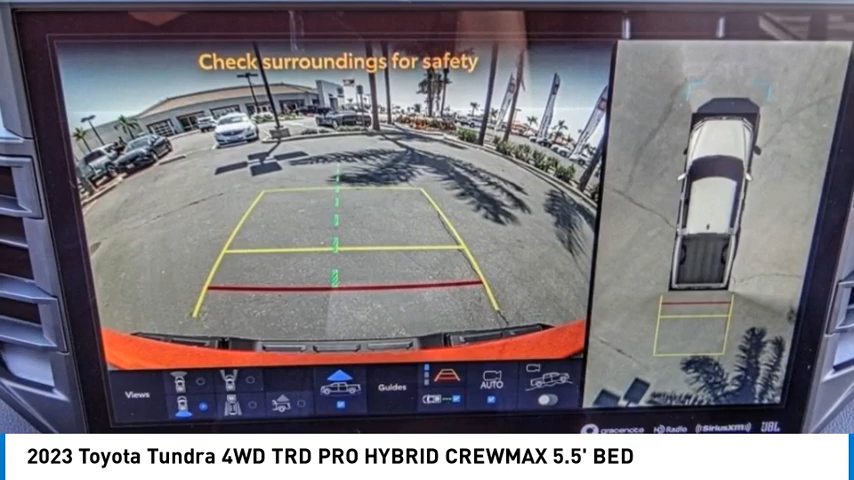 Check surroundings for safety
Views
Guides
AUTO
gracenote HD Radio ((SiriusXM)) JBL
2023 Toyota Tundra 4WD TRD PRO HYBRID CREWMAX 5.5' BED